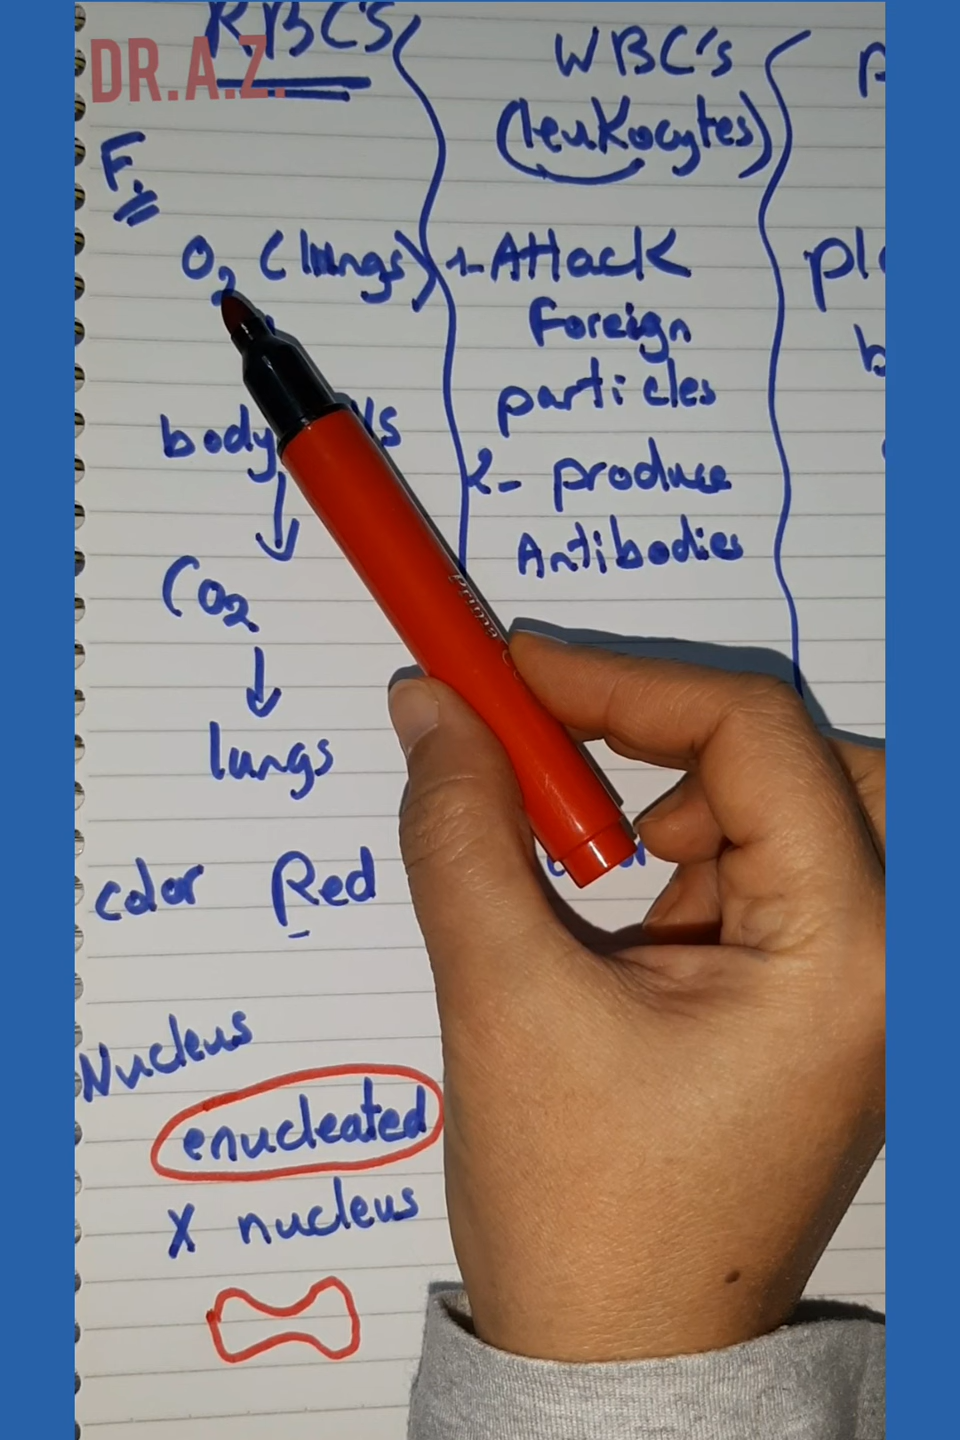 DR.A.Z.
RBC's
F.
O2 (lungs)
body
CO2
lungs
color Red
Nucleus
enucleated
X nucleus
WBC's
(leukocytes)
1- Attack
Foreign
particles
2- produce
Antibodies
Prima